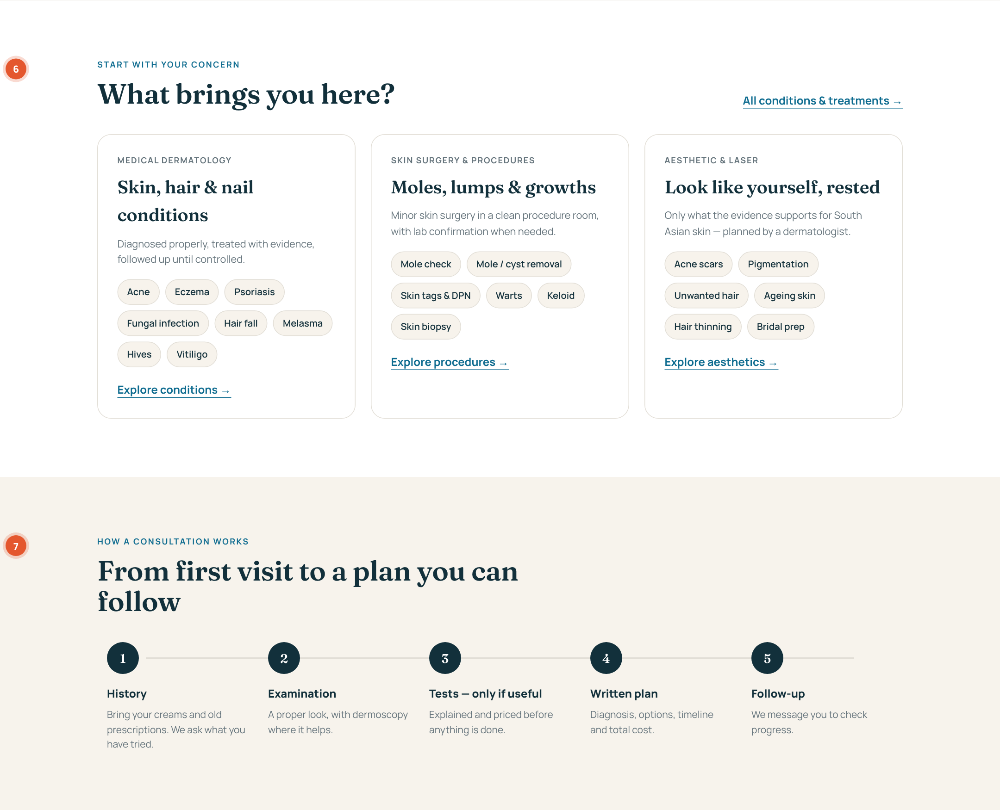 6
START WITH YOUR CONCERN
What brings you here?
All conditions & treatments →
MEDICAL DERMATOLOGY
Skin, hair & nail
conditions
Diagnosed properly, treated with evidence,
followed up until controlled.
Acne
Eczema
Psoriasis
Fungal infection
Hair fall
Melasma
Hives
Vitiligo
Explore conditions →
SKIN SURGERY & PROCEDURES
Moles, lumps & growths
Minor skin surgery in a clean procedure room,
with lab confirmation when needed.
Mole check
Mole / cyst removal
Skin tags & DPN
Warts
Keloid
Skin biopsy
Explore procedures →
AESTHETIC & LASER
Look like yourself, rested
Only what the evidence supports for South
Asian skin — planned by a dermatologist.
Acne scars
Pigmentation
Unwanted hair
Ageing skin
Hair thinning
Bridal prep
Explore aesthetics →
7
HOW A CONSULTATION WORKS
From first visit to a plan you can
follow
1
History
Bring your creams and old
prescriptions. We ask what you
have tried.
2
Examination
A proper look, with dermoscopy
where it helps.
3
Tests — only if useful
Explained and priced before
anything is done.
4
Written plan
Diagnosis, options, timeline
and total cost.
5
Follow-up
We message you to check
progress.